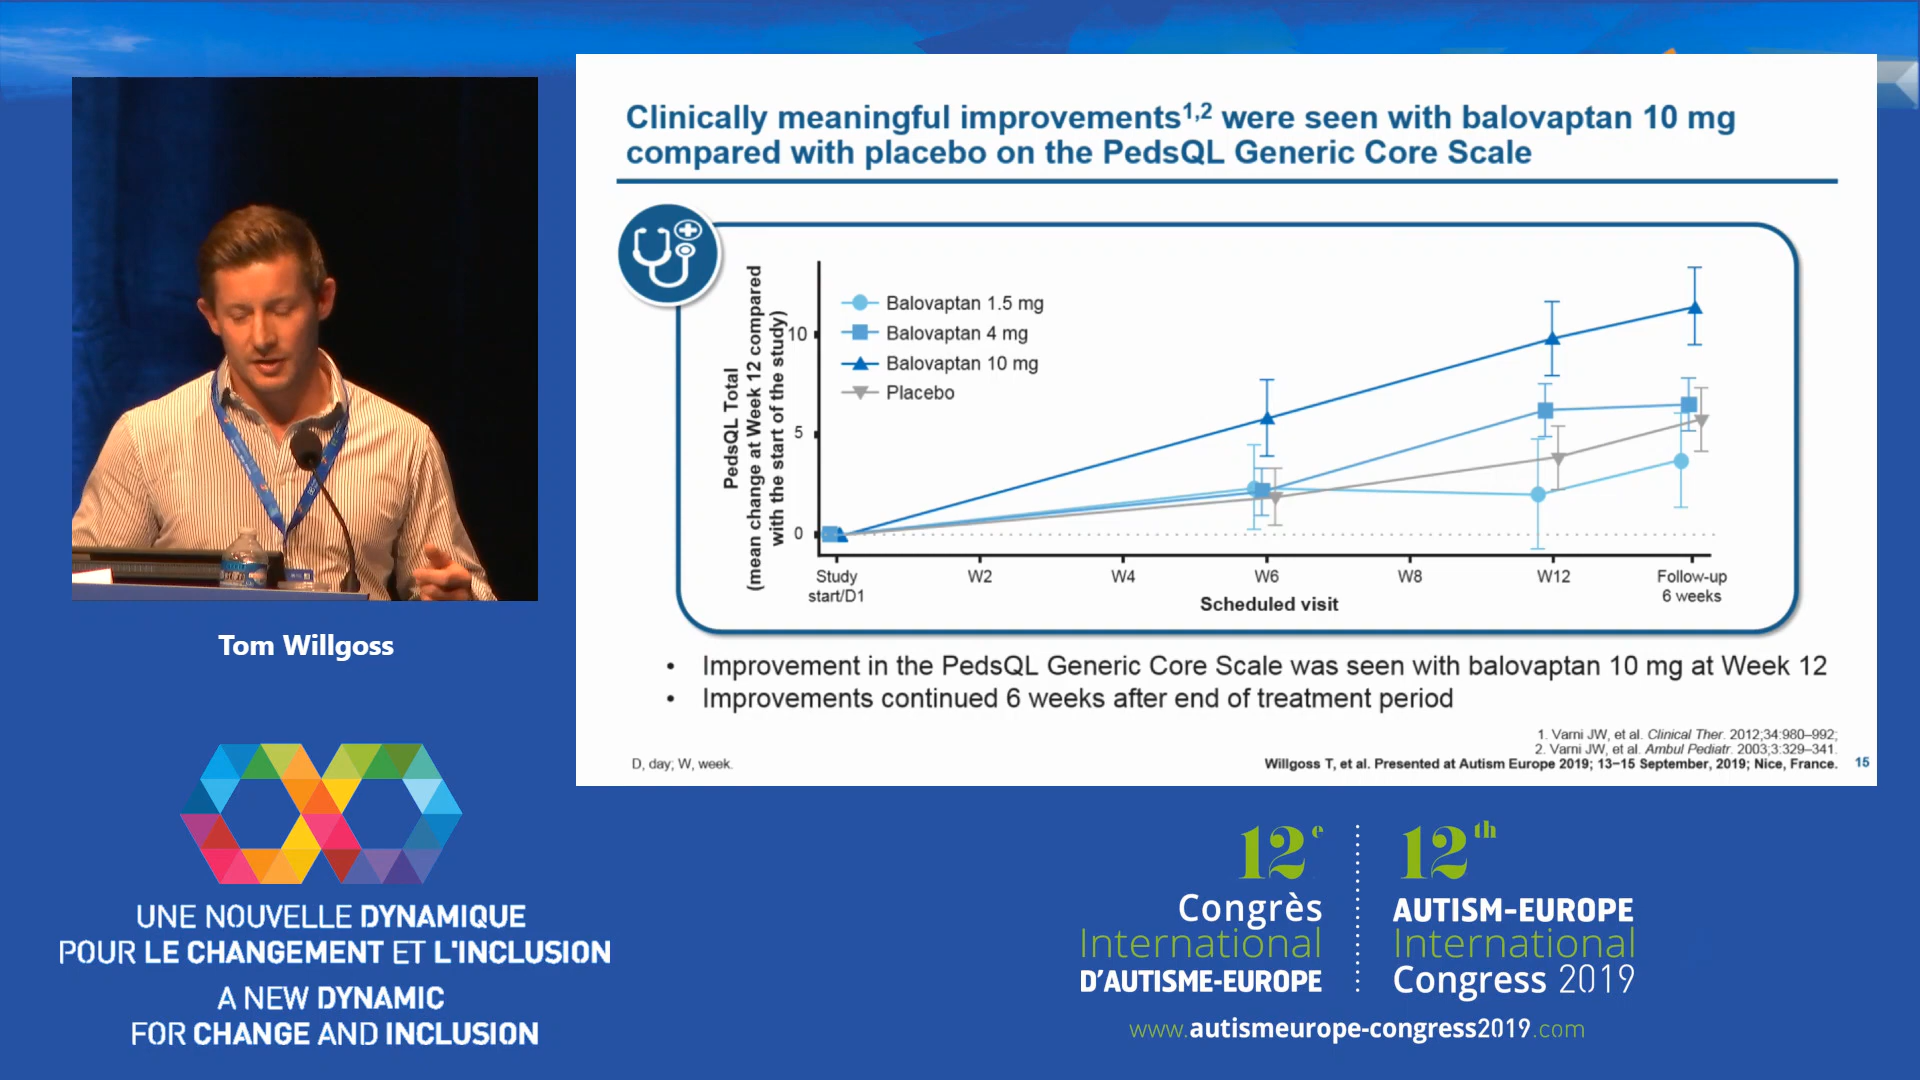 Clinically meaningful improvements1,2 were seen with balovaptan 10 mg
compared with placebo on the PedsQL Generic Core Scale
PedsQL Total
(mean change at Week 12 compared
with the start of the study)
10
5
0
Balovaptan 1.5 mg
Balovaptan 4 mg
Balovaptan 10 mg
Placebo
Study
start/D1
W2
W4
W6
W8
W12
Follow-up
6 weeks
Scheduled visit
• Improvement in the PedsQL Generic Core Scale was seen with balovaptan 10 mg at Week 12
• Improvements continued 6 weeks after end of treatment period
1. Varni JW, et al. Clinical Ther. 2012;34:980–992;
2. Varni JW, et al. Ambul Pediatr. 2003;3:329–341.
D, day; W, week.
Willgoss T, et al. Presented at Autism Europe 2019; 13–15 September, 2019; Nice, France.
15
Tom Willgoss
UNE NOUVELLE DYNAMIQUE
POUR LE CHANGEMENT ET L'INCLUSION
A NEW DYNAMIC
FOR CHANGE AND INCLUSION
12e
Congrès
International
D'AUTISME-EUROPE
12th
AUTISM-EUROPE
International
Congress 2019
www.autismeurope-congress2019.com